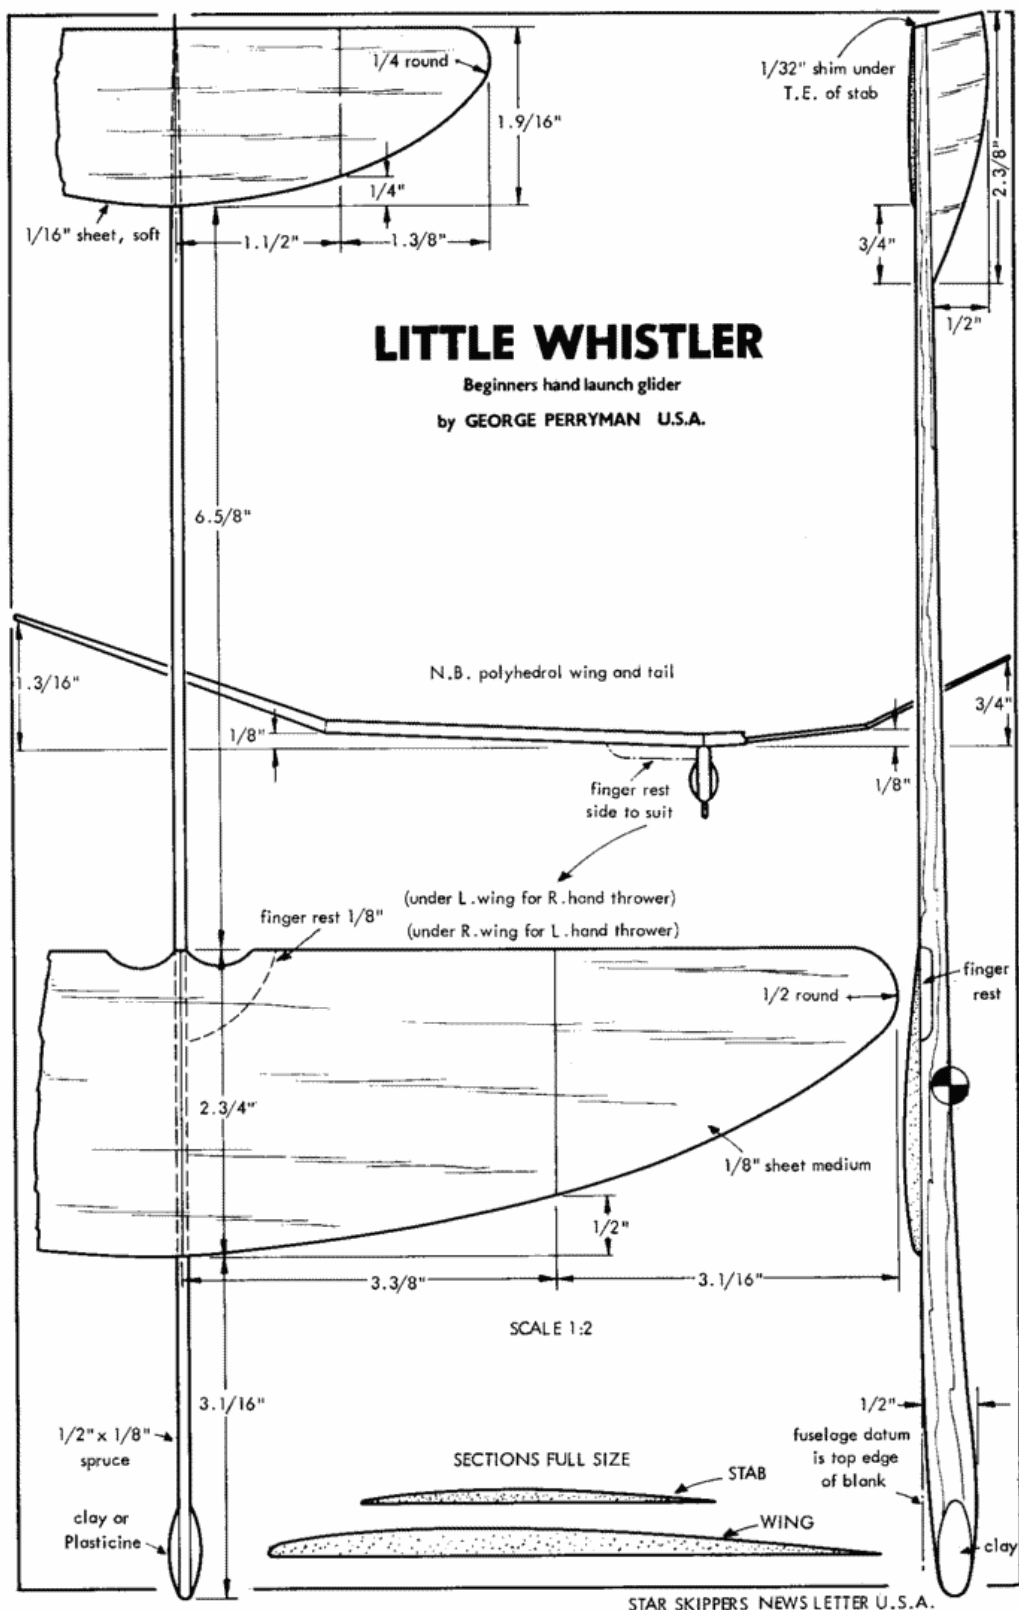 1/4 round
1/32" shim under
T.E. of stab
1.9/16"
2.3/8"
1/4"
1/16" sheet, soft
1.1/2"
1.3/8"
3/4"
1/2"
LITTLE WHISTLER
Beginners hand launch glider
by GEORGE PERRYMAN U.S.A.
6.5/8"
N.B. polyhedral wing and tail
1.3/16"
3/4"
1/8"
1/8"
finger rest
side to suit
(under L.wing for R.hand thrower)
(under R.wing for L.hand thrower)
finger rest 1/8"
finger
rest
1/2 round
2.3/4"
1/8" sheet medium
1/2"
3.3/8"
3.1/16"
SCALE 1:2
3.1/16"
1/2"
1/2" x 1/8"
spruce
fuselage datum
is top edge
of blank
SECTIONS FULL SIZE
STAB
WING
clay or
Plasticine
clay
STAR SKIPPERS NEWS LETTER U.S.A.